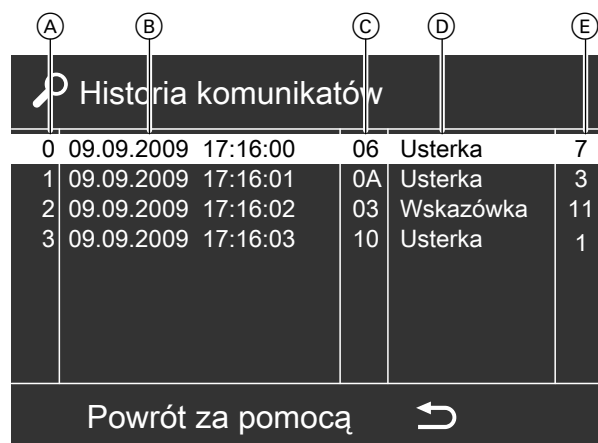 A B C D E
Historia komunikatów
0 09.09.2009 17:16:00 06 Usterka 7
1 09.09.2009 17:16:01 0A Usterka 3
2 09.09.2009 17:16:02 03 Wskazówka 11
3 09.09.2009 17:16:03 10 Usterka 1
Powrót za pomocą